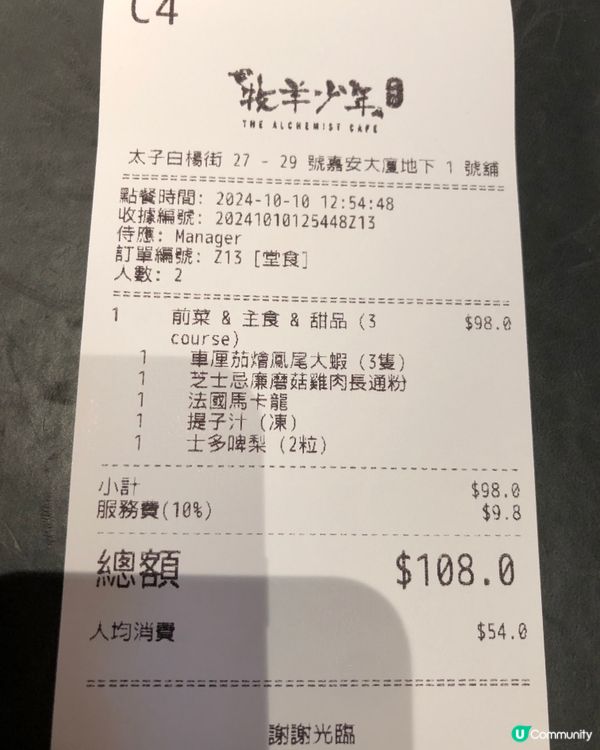 C4
牧羊少年
THE ALCHEMIST CAFE
太子白楊街 27 - 29 號嘉安大廈地下 1 號舖
點餐時間: 2024-10-10 12:54:48
收據編號: 20241010125448Z13
侍應: Manager
訂單編號: Z13 [堂食]
人數: 2
1 前菜 & 主食 & 甜品 (3 $98.0
course)
1 車厘茄燴鳳尾大蝦 (3隻)
1 芝士忌廉蘑菇雞肉長通粉
1 法國馬卡龍
1 提子汁 (凍)
1 士多啤梨 (2粒)
小計 $98.0
服務費(10%) $9.8
總額 $108.0
人均消費 $54.0
謝謝光臨
U Community